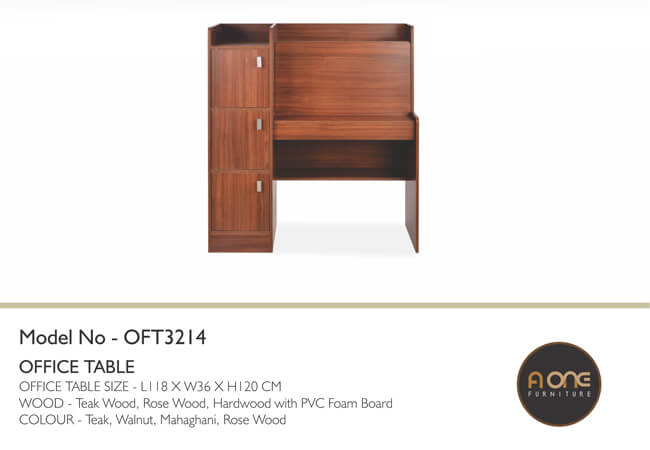 Model No - OFT3214
OFFICE TABLE
OFFICE TABLE SIZE - L118 X W36 X H120 CM
WOOD - Teak Wood, Rose Wood, Hardwood with PVC Foam Board
COLOUR - Teak, Walnut, Mahaghani, Rose Wood
A ONE
FURNITURE